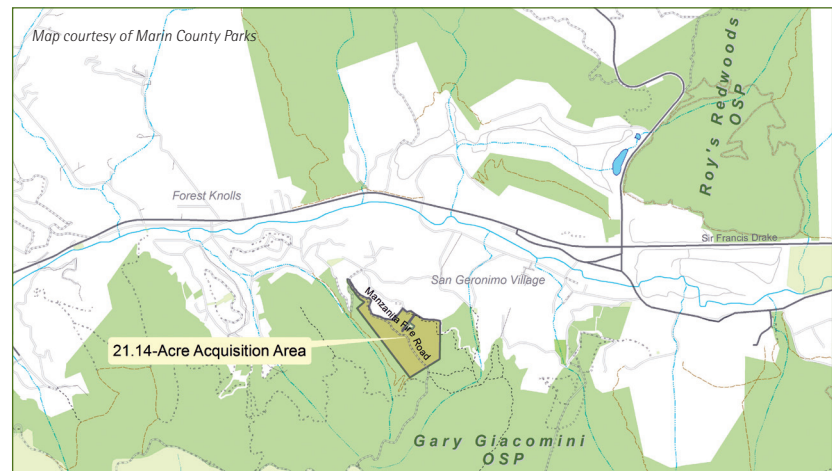 Map courtesy of Marin County Parks
Roy's Redwoods
OSP
Forest Knolls
Sir Francis Drake
San Geronimo Village
Manzanita Fire Road
21.14-Acre Acquisition Area
Gary Giacomini
OSP